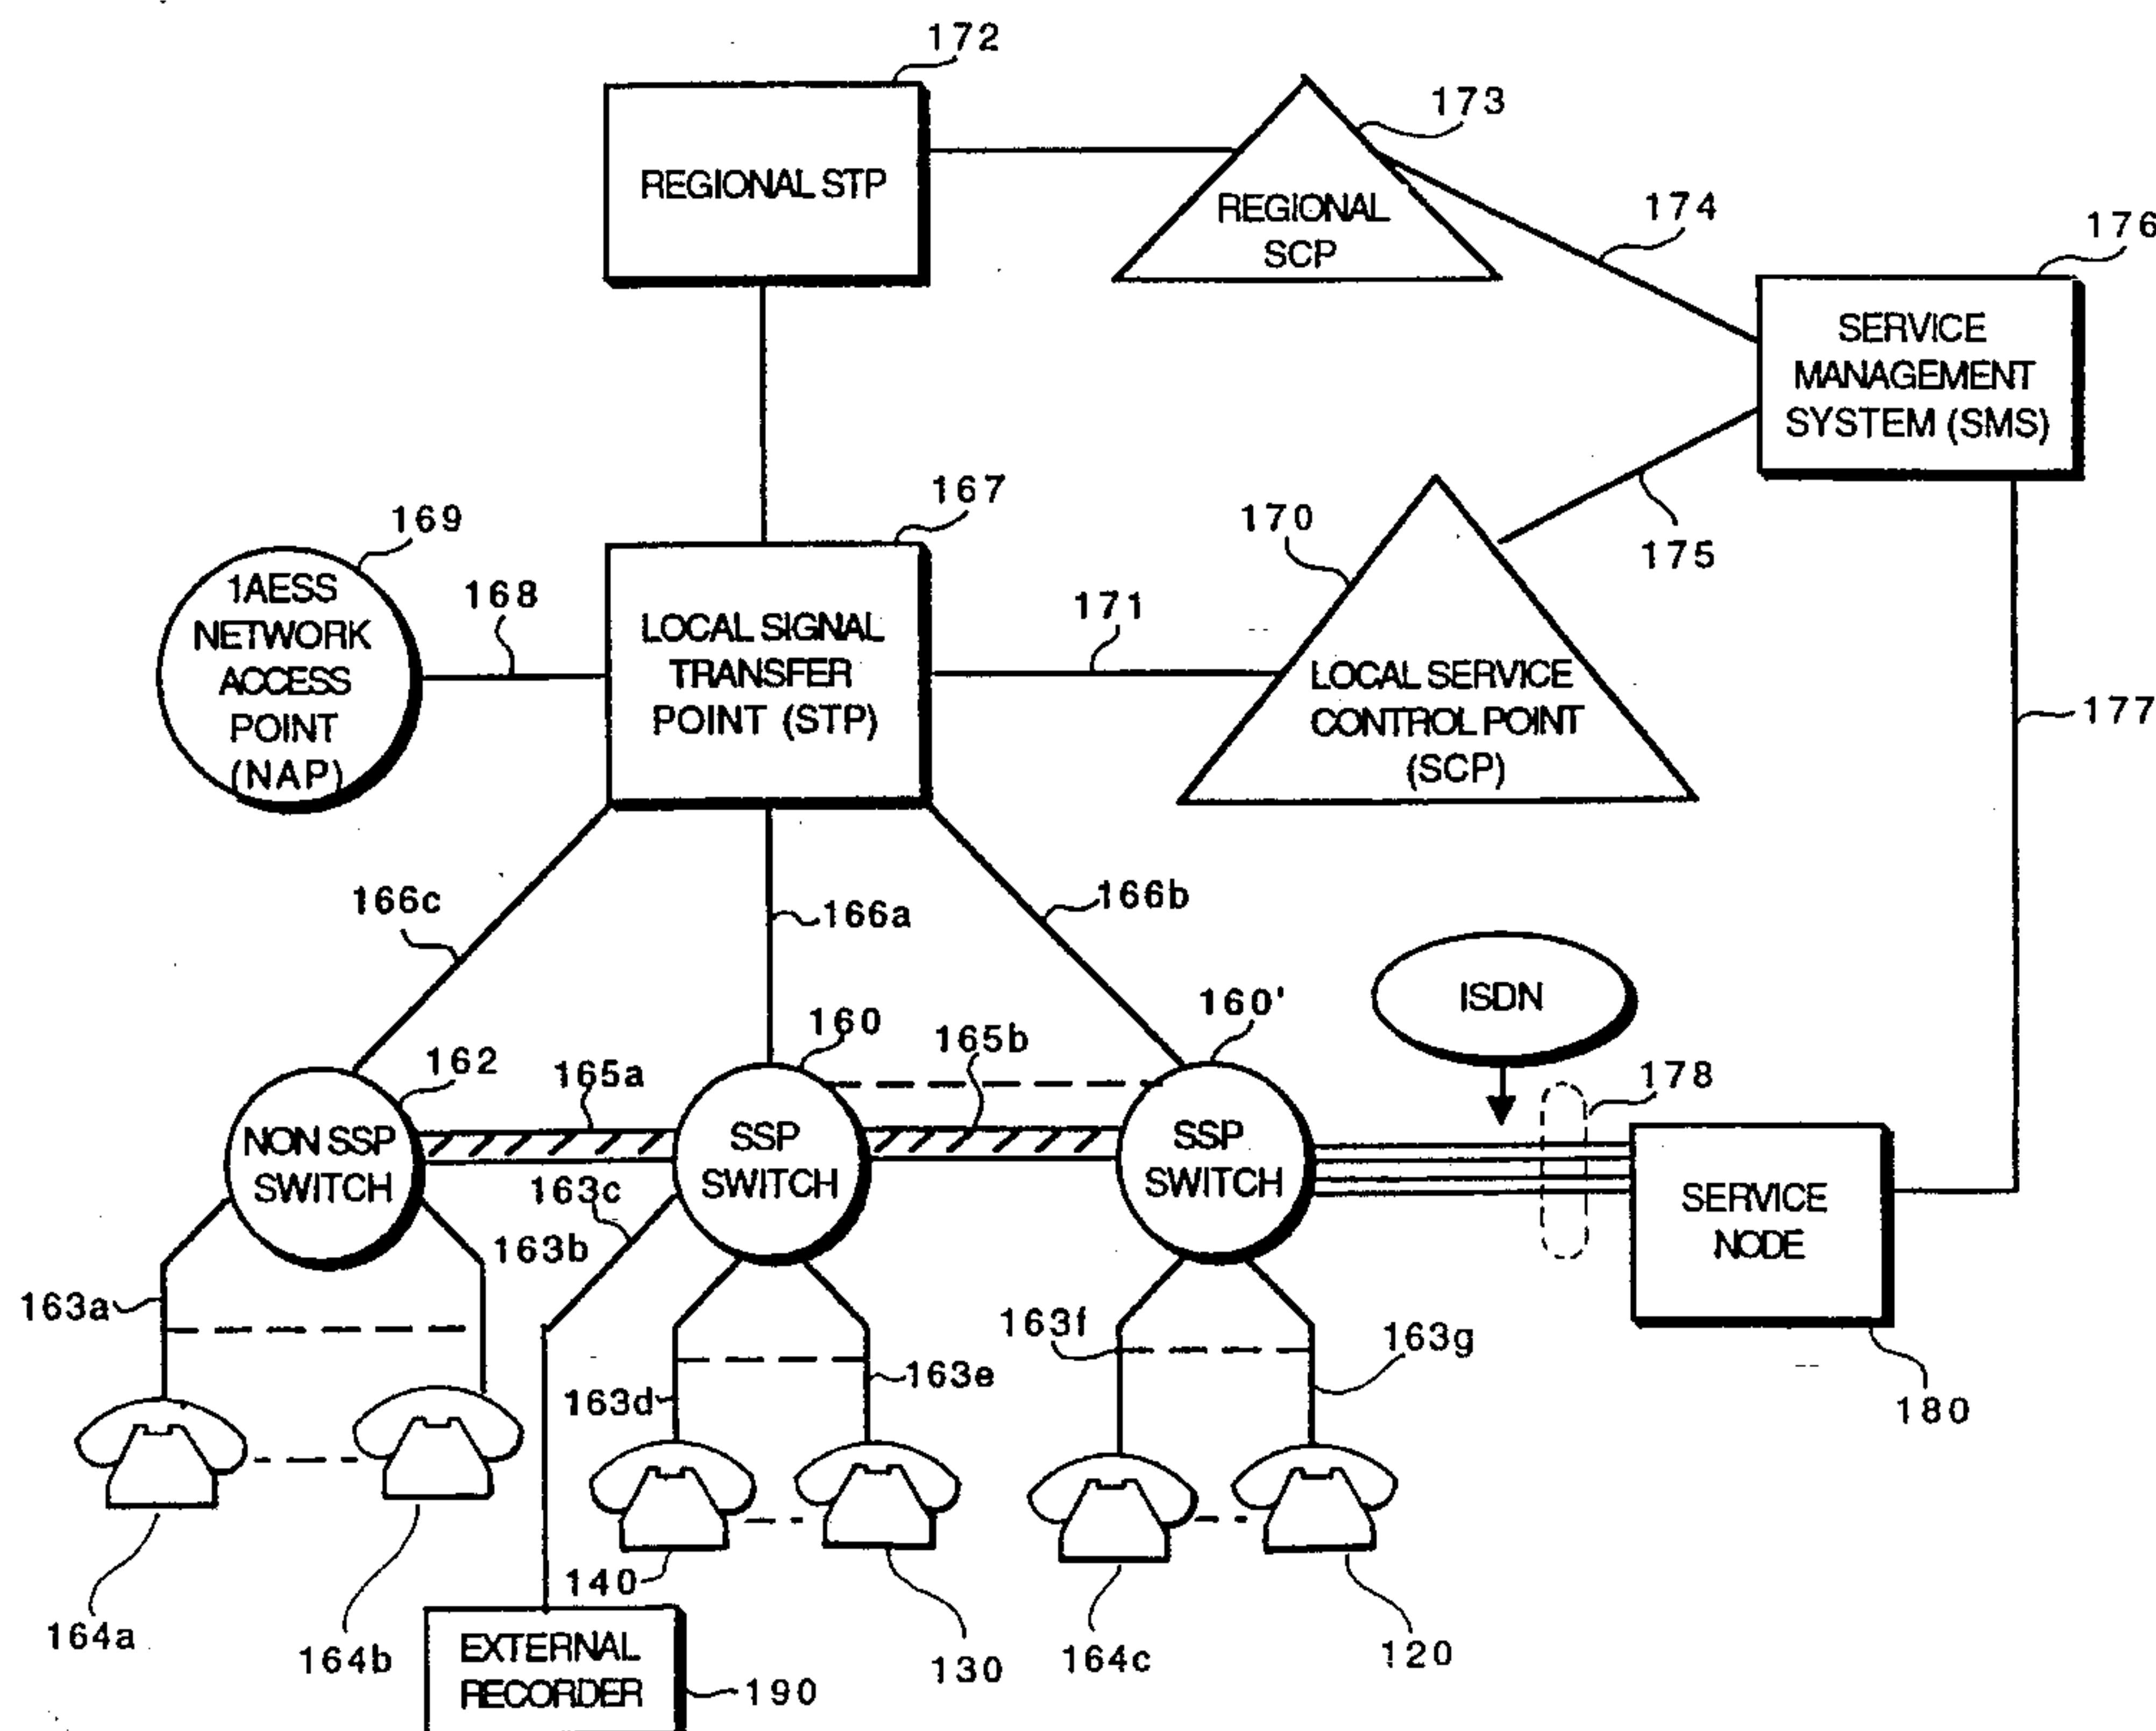 172
173
REGIONAL STP
REGIONAL
SCP
174
176
SERVICE
MANAGEMENT
SYSTEM (SMS)
169
167
170
175
1AESS
NETWORK
ACCESS
POINT
(NAP)
168
LOCAL SIGNAL
TRANSFER
POINT (STP)
171
LOCAL SERVICE
CONTROL POINT
(SCP)
177
166c
166a
166b
ISDN
160
160'
165b
162
165a
178
NON SSP
SWITCH
SSP
SWITCH
SSP
SWITCH
163c
163b
SERVICE
NODE
163a
163f
163g
163d
163e
180
140
164a
164b
130
164c
120
EXTERNAL
RECORDER
190